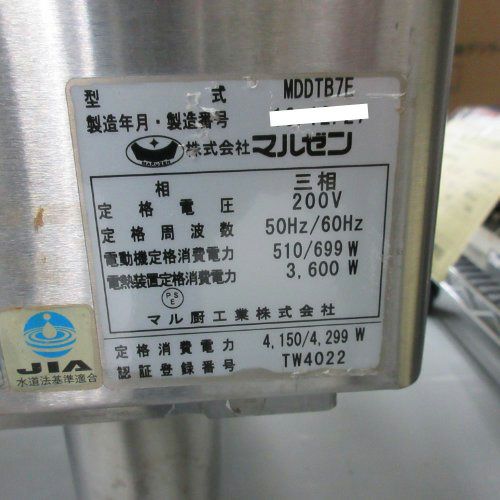 型式 MDDTB7E
製造年月・製造番号
MARUZEN 株式会社マルゼン
相 三相
定格電圧 200V
定格周波数 50Hz/60Hz
電動機定格消費電力 510/699 W
電熱装置定格消費電力 3,600 W
PSE
マル厨工業株式会社
定格消費電力 4,150/4,299 W
認証登録番号 TW4022
JIA
水道法基準適合